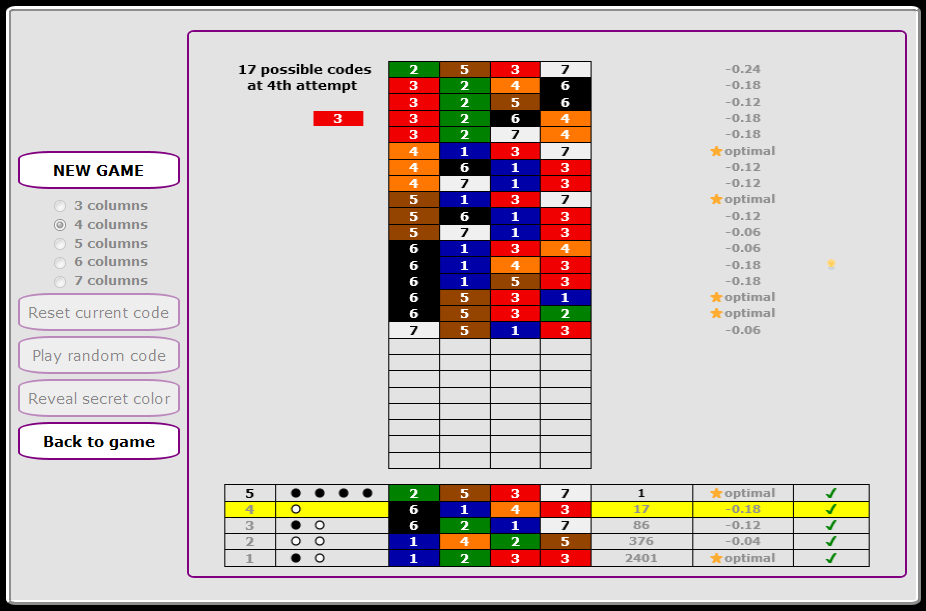 17 possible codes
at 4th attempt
3
NEW GAME
3 columns
4 columns
5 columns
6 columns
7 columns
Reset current code
Play random code
Reveal secret color
Back to game
2 5 3 7 -0.24
3 2 4 6 -0.18
3 2 5 6 -0.12
3 2 6 4 -0.18
3 2 7 4 -0.18
4 1 3 7 optimal
4 6 1 3 -0.12
4 7 1 3 -0.12
5 1 3 7 optimal
5 6 1 3 -0.12
5 7 1 3 -0.06
6 1 3 4 -0.06
6 1 4 3 -0.18
6 1 5 3 -0.18
6 5 3 1 optimal
6 5 3 2 optimal
7 5 1 3 -0.06
5 2 5 3 7 1 optimal
4 6 1 4 3 17 -0.18
3 6 2 1 7 86 -0.12
2 1 4 2 5 376 -0.04
1 1 2 3 3 2401 optimal